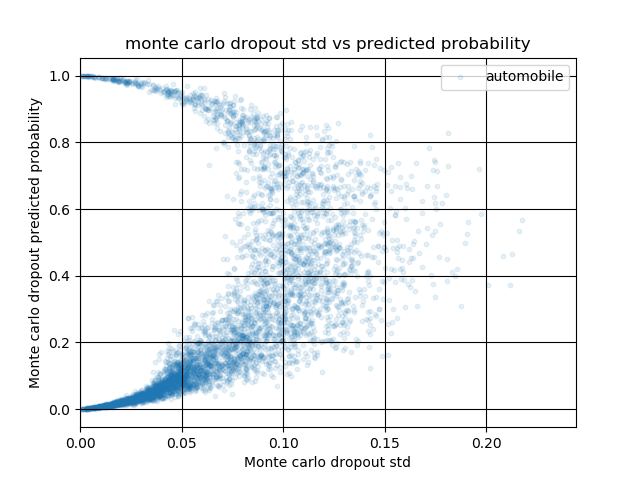 monte carlo dropout std vs predicted probability
automobile
Monte carlo dropout predicted probability
1.0
0.8
0.6
0.4
0.2
0.0
0.00 0.05 0.10 0.15 0.20
Monte carlo dropout std